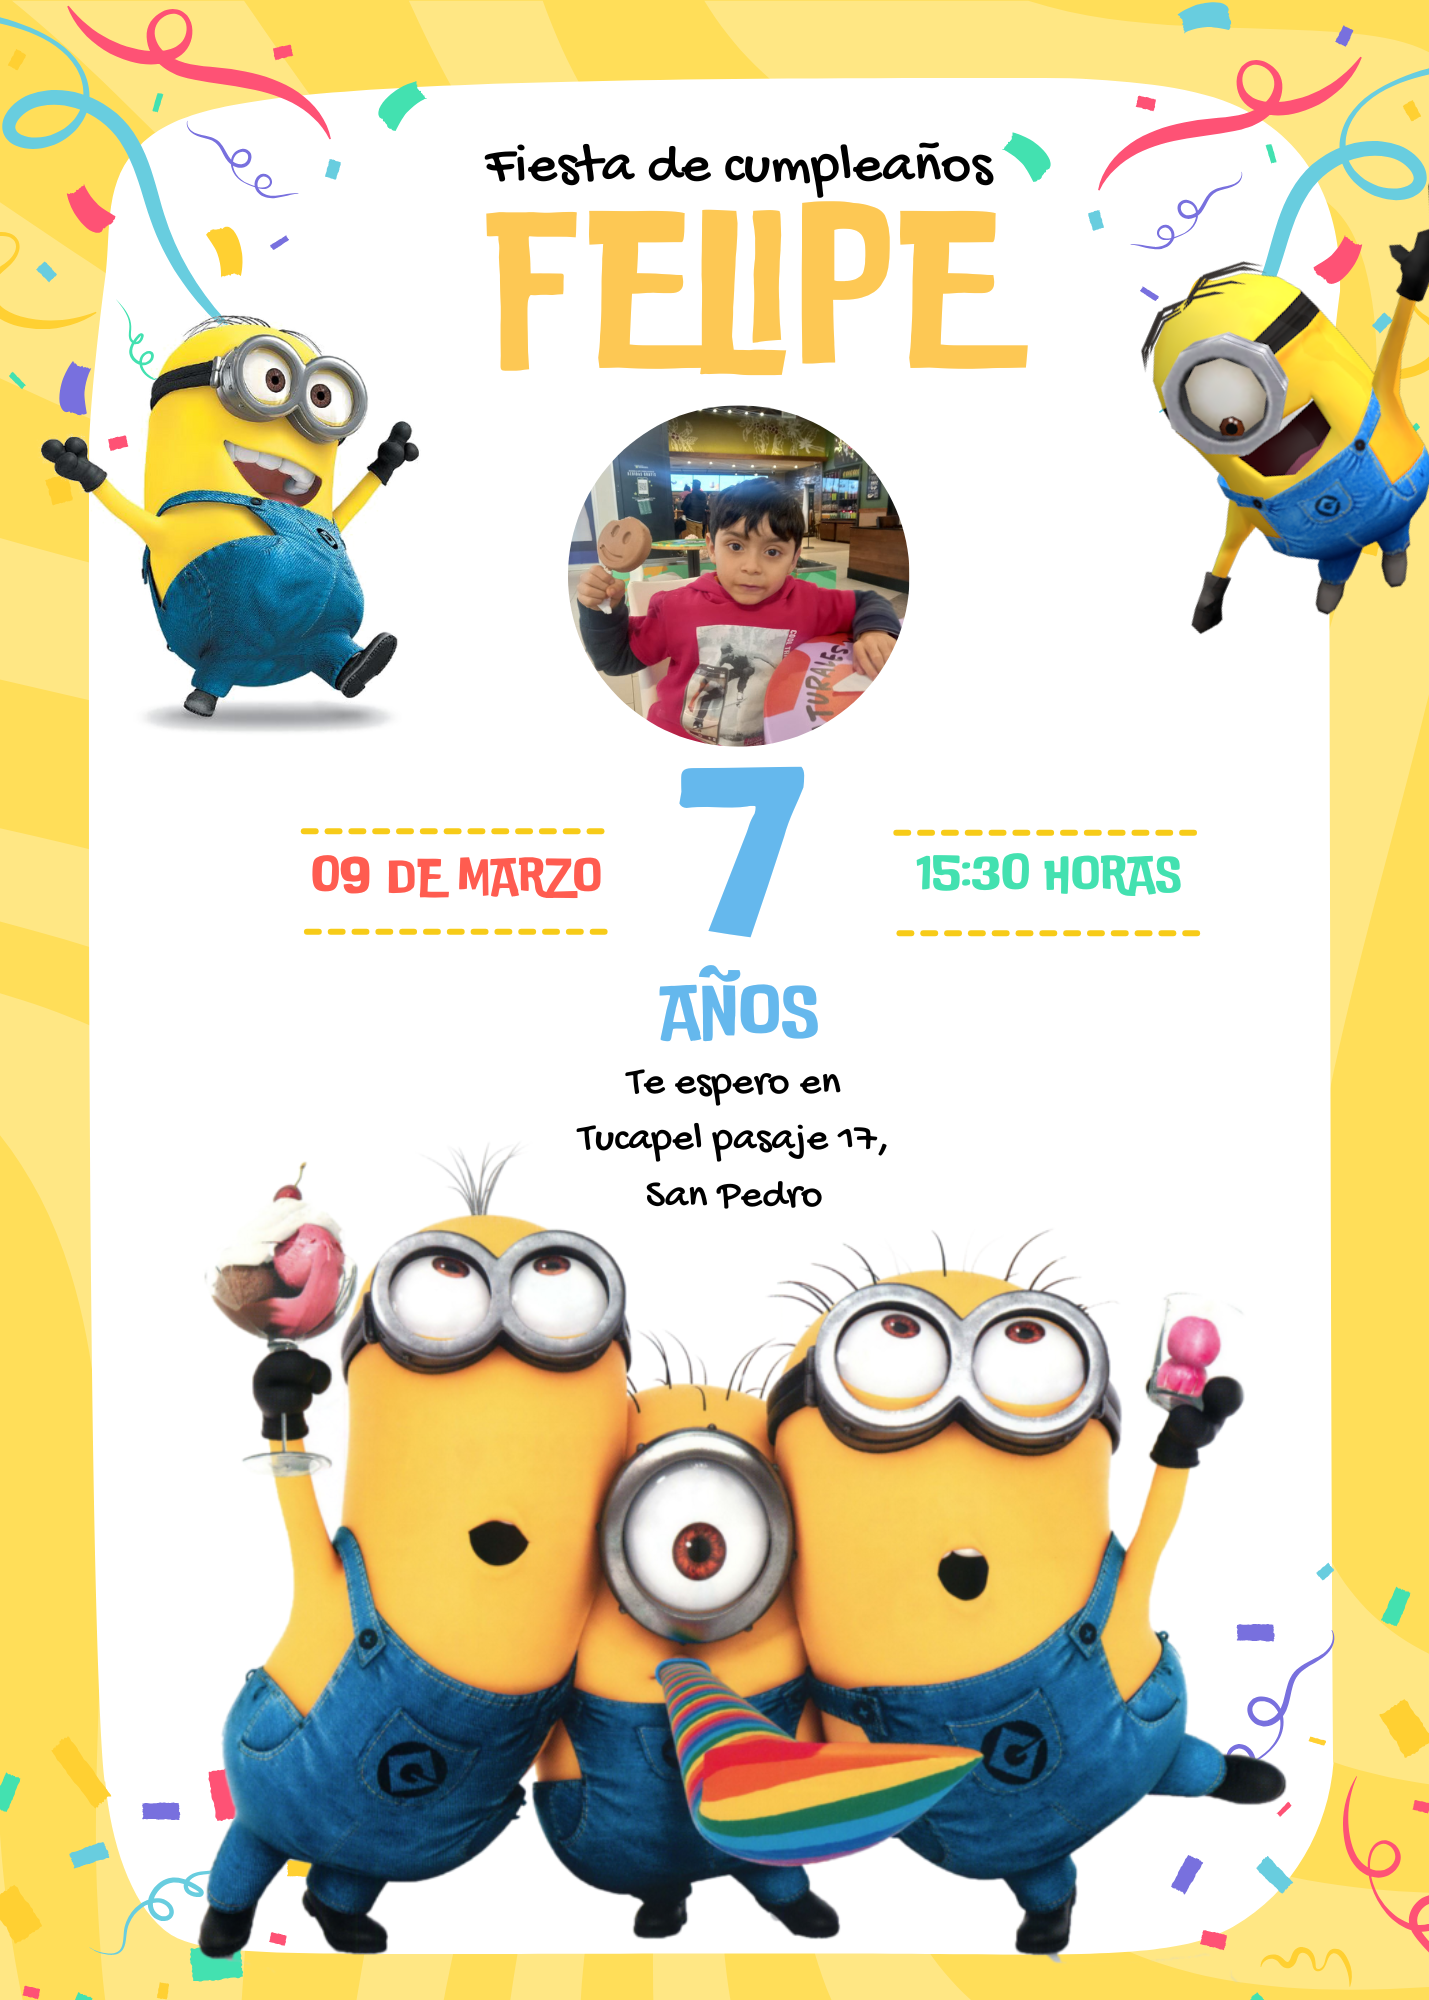 Fiesta de cumpleaños
FELIPE
7
09 DE MARZO
15:30 HORAS
AÑOS
Te espero en
Tucapel pasaje 17,
San Pedro